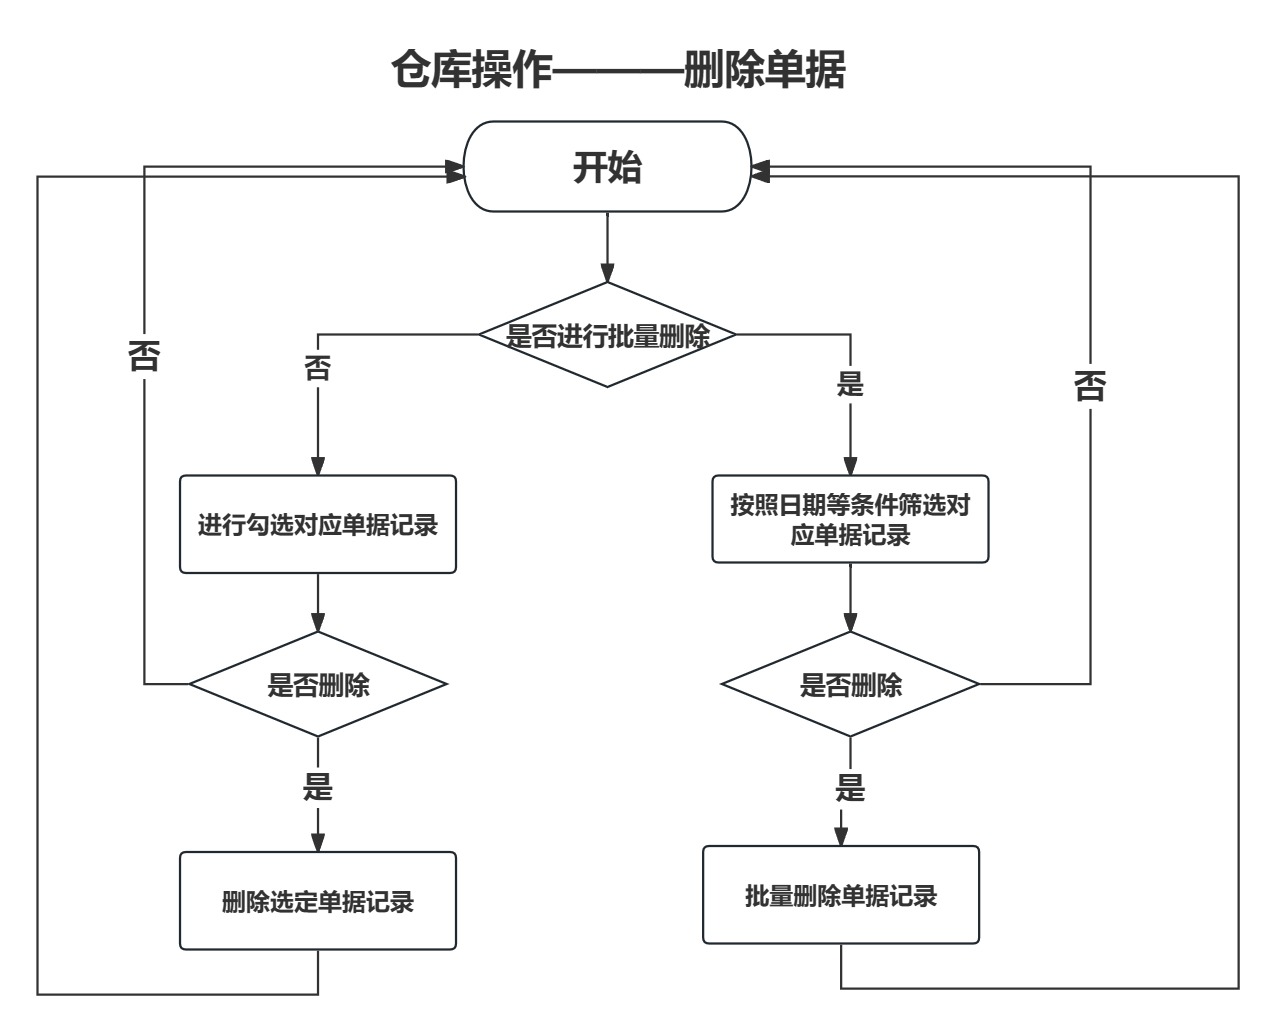 仓库操作———删除单据
开始
是否进行批量删除
否
是
否
否
进行勾选对应单据记录
按照日期等条件筛选对
应单据记录
是否删除
是否删除
是
是
删除选定单据记录
批量删除单据记录